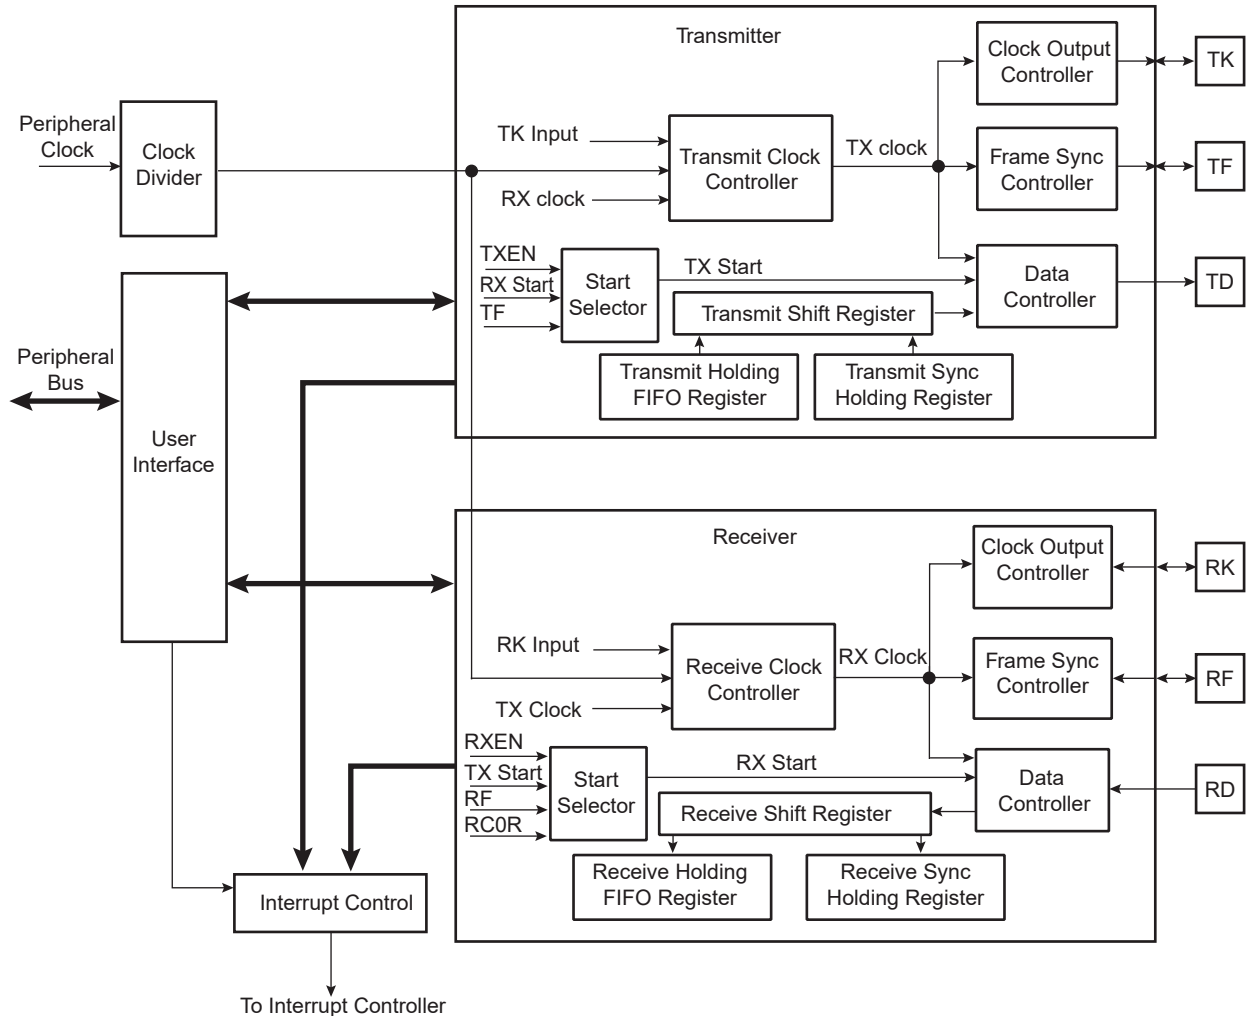 Transmitter
Clock Output
Controller
TK
Peripheral
Clock
Clock
Divider
TK Input
RX clock
Transmit Clock
Controller
TX clock
Frame Sync
Controller
TF
TXEN
RX Start
TF
Start
Selector
TX Start
Data
Controller
TD
Transmit Shift Register
Transmit Holding
FIFO Register
Transmit Sync
Holding Register
Peripheral
Bus
User
Interface
Receiver
Clock Output
Controller
RK
RK Input
TX Clock
Receive Clock
Controller
RX Clock
Frame Sync
Controller
RF
RXEN
TX Start
RF
RC0R
Start
Selector
RX Start
Data
Controller
RD
Receive Shift Register
Receive Holding
FIFO Register
Receive Sync
Holding Register
Interrupt Control
To Interrupt Controller